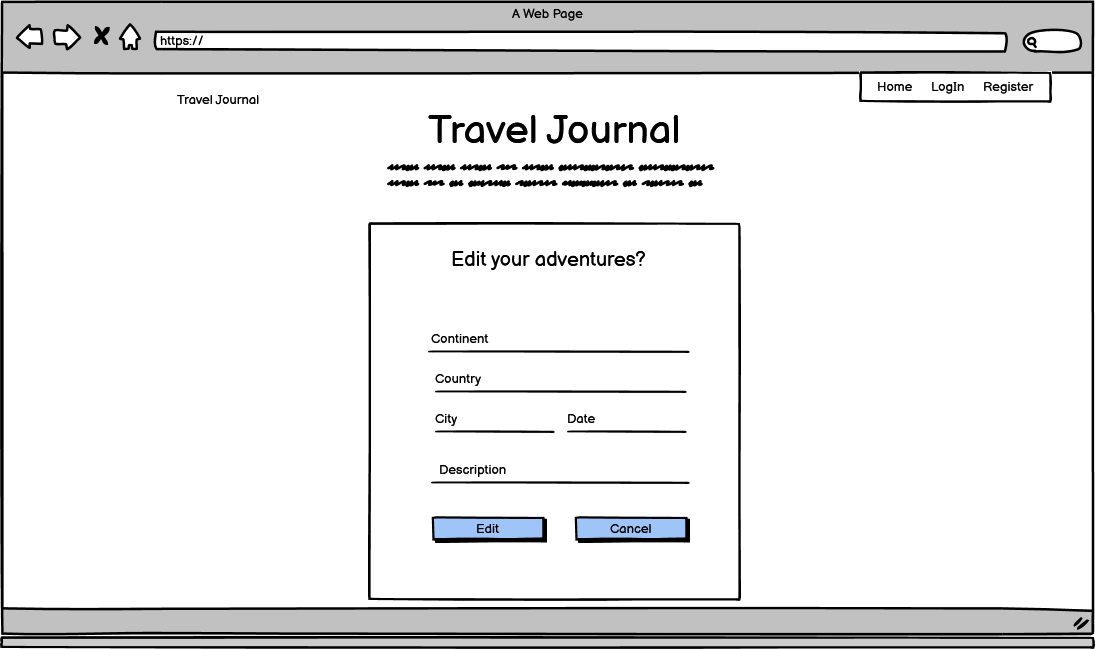 A Web Page
https://
Home LogIn Register
Travel Journal
Travel Journal
Edit your adventures?
Continent
Country
City Date
Description
Edit Cancel